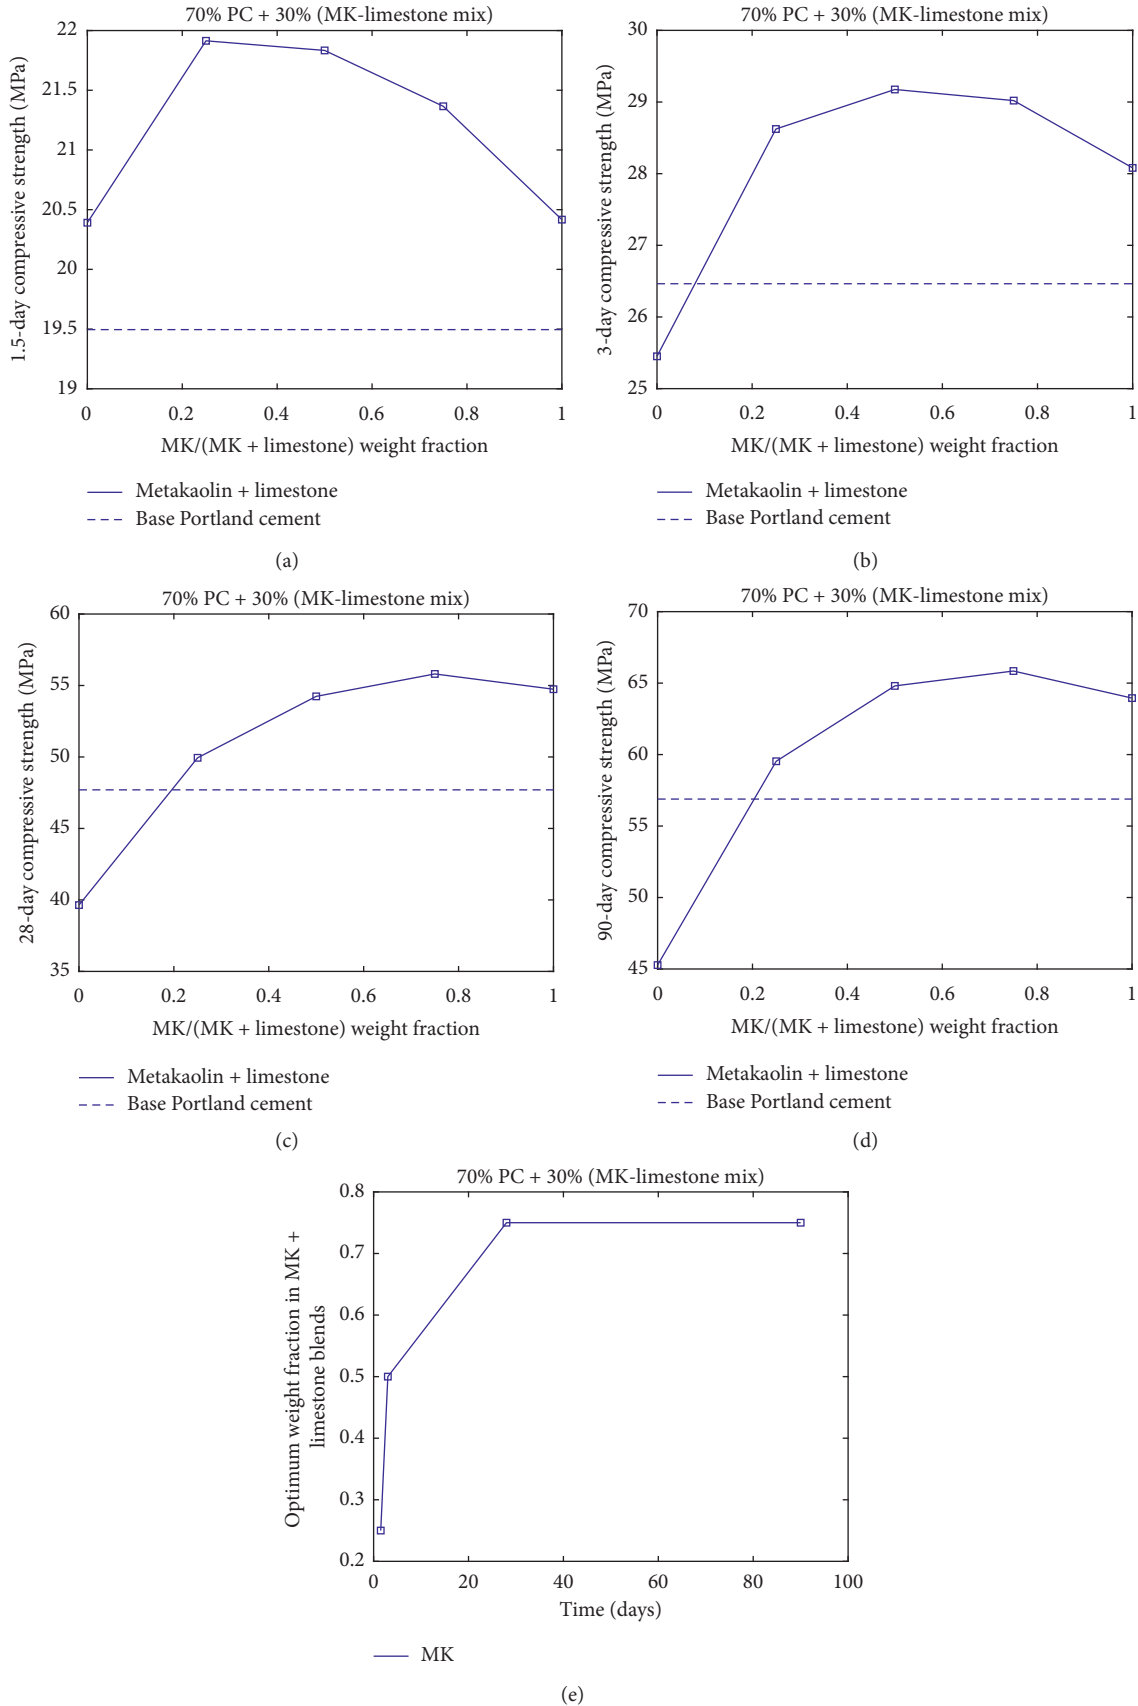 70% PC + 30% (MK-limestone mix)
1.5-day compressive strength (MPa)
22
21.5
21
20.5
20
19.5
19
0 0.2 0.4 0.6 0.8 1
MK/(MK + limestone) weight fraction
Metakaolin + limestone
Base Portland cement
(a)
70% PC + 30% (MK-limestone mix)
3-day compressive strength (MPa)
30
29
28
27
26
25
0 0.2 0.4 0.6 0.8 1
MK/(MK + limestone) weight fraction
Metakaolin + limestone
Base Portland cement
(b)
70% PC + 30% (MK-limestone mix)
28-day compressive strength (MPa)
60
55
50
45
40
35
0 0.2 0.4 0.6 0.8 1
MK/(MK + limestone) weight fraction
Metakaolin + limestone
Base Portland cement
(c)
70% PC + 30% (MK-limestone mix)
90-day compressive strength (MPa)
70
65
60
55
50
45
0 0.2 0.4 0.6 0.8 1
MK/(MK + limestone) weight fraction
Metakaolin + limestone
Base Portland cement
(d)
70% PC + 30% (MK-limestone mix)
Optimum weight fraction in MK +
limestone blends
0.8
0.7
0.6
0.5
0.4
0.3
0.2
0 20 40 60 80 100
Time (days)
MK
(e)